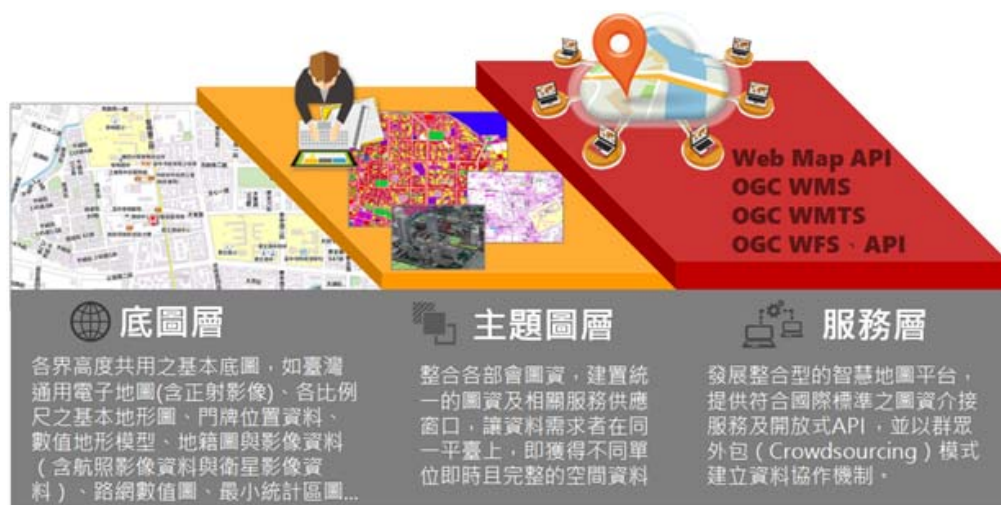 Web Map API
OGC WMS
OGC WMTS
OGC WFS、API
底圖層
各界高度共用之基本底圖，如臺灣
通用電子地圖(含正射影像)、各比例
尺之基本地形圖、門牌位置資料、
數值地形模型、地籍圖與影像資料
（含航照影像資料與衛星影像資
料）、路網數值圖、最小統計區圖...
主題圖層
整合各部會圖資，建置統
一的圖資及相關服務供應
窗口，讓資料需求者在同
一平臺上，即獲得不同單
位即時且完整的空間資料
服務層
發展整合型的智慧地圖平台，
提供符合國際標準之圖資介接
服務及開放式API，並以群眾
外包（Crowdsourcing）模式
建立資料協作機制。